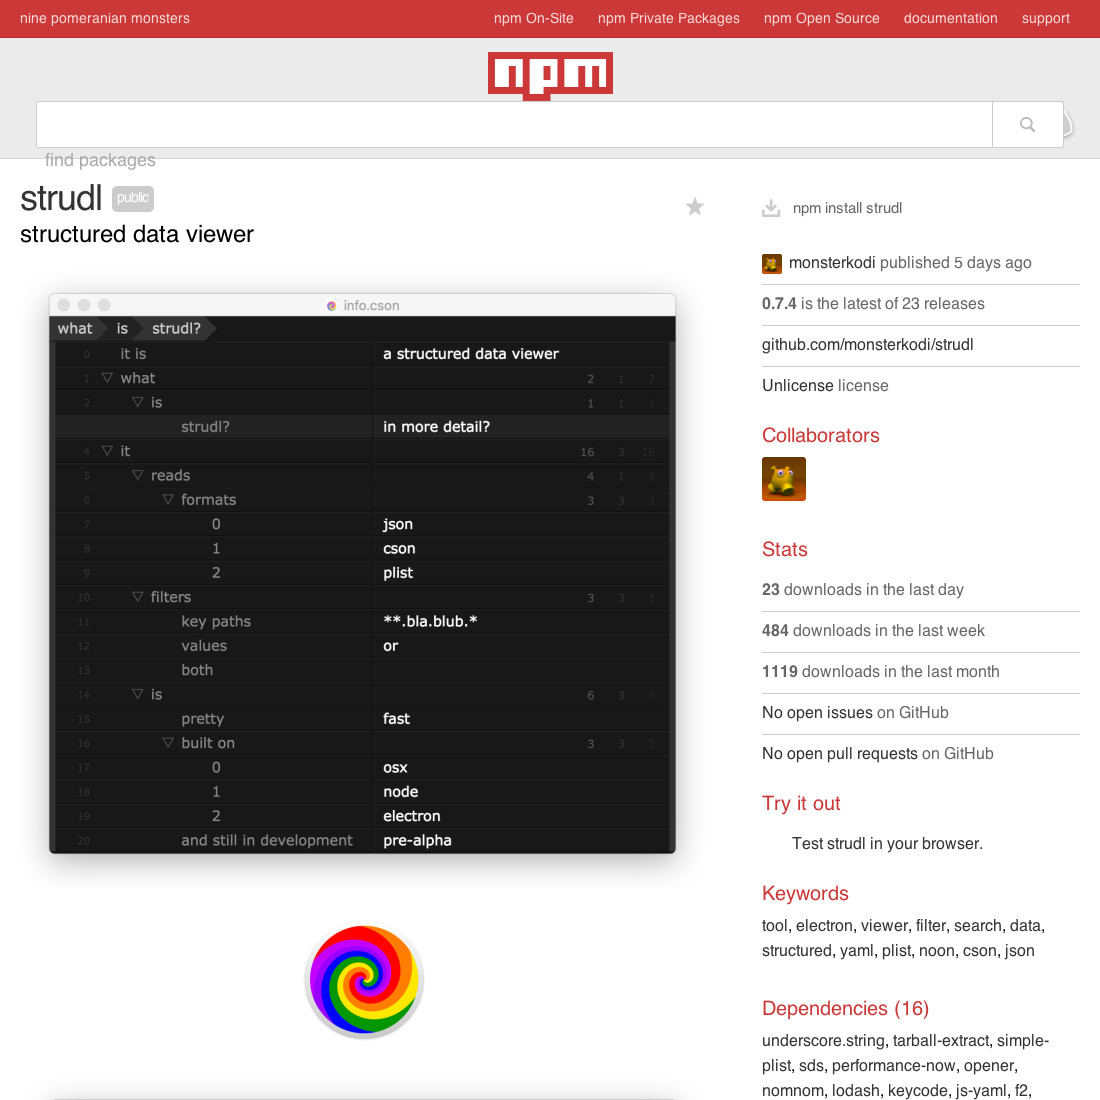 nine pomeranian monsters
npm On-Site npm Private Packages npm Open Source documentation support
npm
find packages
strudl public
structured data viewer
info.cson
what is strudl?
0 it is a structured data viewer
1 what 2 1 2
2 is 1 1 1
strudl? in more detail?
4 it 16 3 16
5 reads 4 1 4
6 formats 3 3 3
7 0 json
8 1 cson
9 2 plist
10 filters 3 3 3
11 key paths **.bla.blub.*
12 values or
13 both
14 is 6 3 6
15 pretty fast
16 built on 3 3 3
17 0 osx
18 1 node
19 2 electron
20 and still in development pre-alpha
npm install strudl
monsterkodi published 5 days ago
0.7.4 is the latest of 23 releases
github.com/monsterkodi/strudl
Unlicense license
Collaborators
Stats
23 downloads in the last day
484 downloads in the last week
1119 downloads in the last month
No open issues on GitHub
No open pull requests on GitHub
Try it out
Test strudl in your browser.
Keywords
tool, electron, viewer, filter, search, data,
structured, yaml, plist, noon, cson, json
Dependencies (16)
underscore.string, tarball-extract, simple-
plist, sds, performance-now, opener,
nomnom, lodash, keycode, js-yaml, f2,